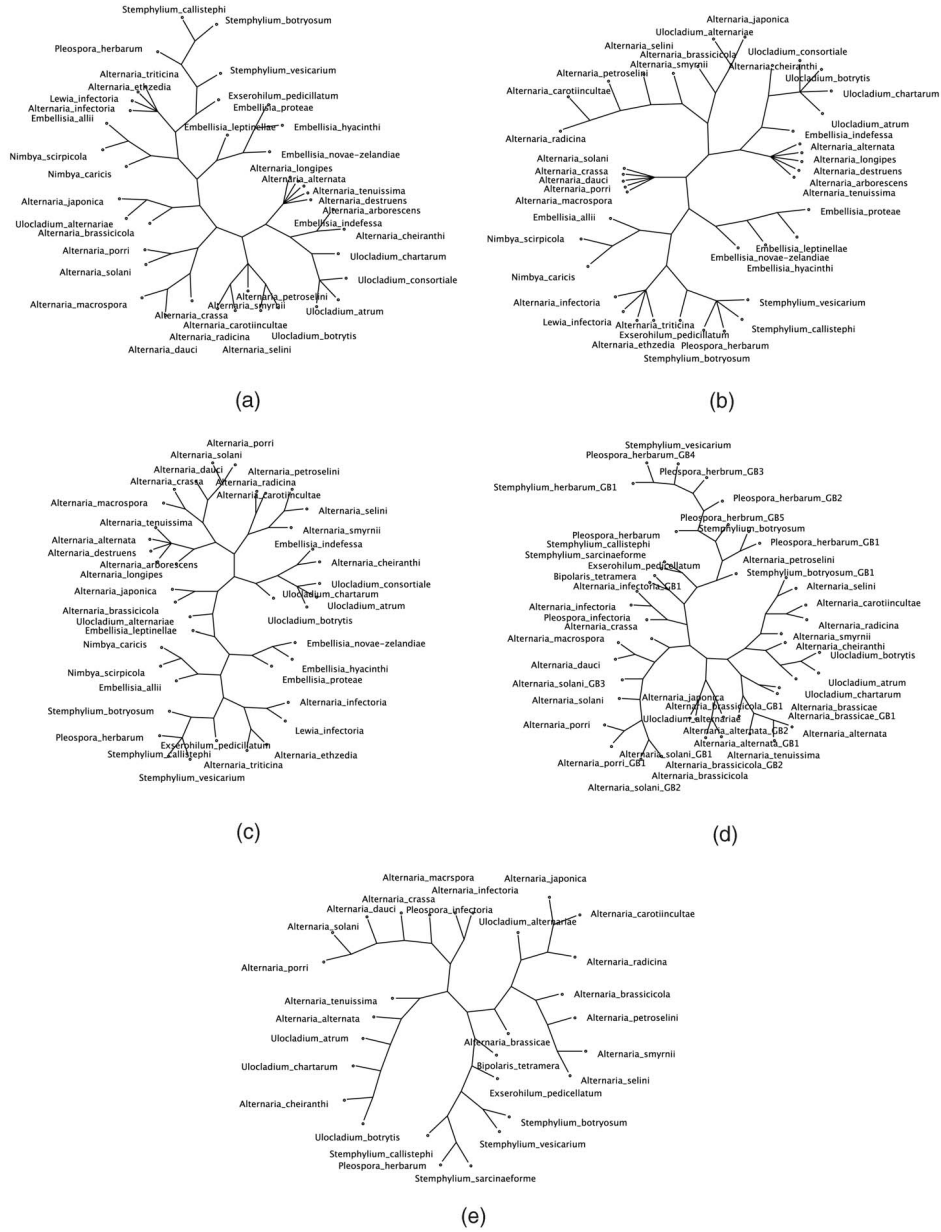 Stemphylium_callistephi
Stemphylium_botryosum
Pleospora_herbarum
Stemphylium_vesicarium
Alternaria_triticina
Alternaria_ethzedia
Lewia_infectoria
Alternaria_infectoria
Embellisia_allii
Exserohilum_pedicillatum
Embellisia_proteae
Embellisia_leptinellae
Embellisia_hyacinthi
Nimbya_scirpicola
Nimbya_caricis
Embellisia_novae-zelandiae
Alternaria_longipes
Alternaria_alternata
Alternaria_tenuissima
Alternaria_destruens
Alternaria_arborescens
Alternaria_japonica
Ulocladium_alternariae
Alternaria_brassicicola
Embellisia_indefessa
Alternaria_cheiranthi
Alternaria_porri
Ulocladium_chartarum
Alternaria_solani
Ulocladium_consortiale
Alternaria_macrospora
Alternaria_petroselini
Alternaria_smyrnii
Ulocladium_atrum
Alternaria_crassa
Alternaria_carotiincultae
Alternaria_radicina
Ulocladium_botrytis
Alternaria_dauci
Alternaria_selini
(a)
Alternaria_japonica
Ulocladium_alternariae
Alternaria_selini
Alternaria_brassicicola
Alternaria_smyrnii
Ulocladium_consortiale
Alternaria_cheiranthi
Alternaria_petroselini
Ulocladium_botrytis
Alternaria_carotiincultae
Ulocladium_chartarum
Alternaria_radicina
Ulocladium_atrum
Embellisia_indefessa
Alternaria_alternata
Alternaria_longipes
Alternaria_destruens
Alternaria_arborescens
Alternaria_tenuissima
Alternaria_solani
Alternaria_crassa
Alternaria_dauci
Alternaria_porri
Alternaria_macrospora
Embellisia_allii
Embellisia_proteae
Nimbya_scirpicola
Embellisia_leptinellae
Embellisia_novae-zelandiae
Embellisia_hyacinthi
Nimbya_caricis
Alternaria_infectoria
Stemphylium_vesicarium
Lewia_infectoria
Alternaria_triticina
Stemphylium_callistephi
Exserohilum_pedicillatum
Alternaria_ethzedia
Pleospora_herbarum
Stemphylium_botryosum
(b)
Alternaria_porri
Alternaria_solani
Alternaria_dauci
Alternaria_petroselini
Alternaria_crassa
Alternaria_radicina
Alternaria_carotiincultae
Alternaria_macrospora
Alternaria_selini
Alternaria_tenuissima
Alternaria_smyrnii
Alternaria_alternata
Embellisia_indefessa
Alternaria_destruens
Alternaria_arborescens
Alternaria_cheiranthi
Alternaria_longipes
Ulocladium_consortiale
Alternaria_japonica
Ulocladium_chartarum
Ulocladium_atrum
Alternaria_brassicicola
Ulocladium_alternariae
Ulocladium_botrytis
Embellisia_leptinellae
Nimbya_caricis
Embellisia_novae-zelandiae
Nimbya_scirpicola
Embellisia_hyacinthi
Embellisia_proteae
Embellisia_allii
Alternaria_infectoria
Stemphylium_botryosum
Lewia_infectoria
Pleospora_herbarum
Exserohilum_pedicillatum
Stemphylium_callistephi
Alternaria_ethzedia
Alternaria_triticina
Stemphylium_vesicarium
(c)
Stemphylium_vesicarium
Pleospora_herbarum_GB4
Pleospora_herbrum_GB3
Stemphylium_herbarum_GB1
Pleospora_herbarum_GB2
Pleospora_herbrum_GB5
Pleospora_herbarum
Stemphylium_botryosum
Stemphylium_callistephi
Pleospora_herbarum_GB1
Stemphylium_sarcinaeforme
Alternaria_petroselini
Exserohilum_pedicellatum
Bipolaris_tetramera
Stemphylium_botryosum_GB1
Alternaria_infectoria_GB1
Alternaria_selini
Alternaria_infectoria
Alternaria_carotiincultae
Pleospora_infectoria
Alternaria_crassa
Alternaria_radicina
Alternaria_macrospora
Alternaria_smyrnii
Alternaria_cheiranthi
Ulocladium_botrytis
Alternaria_dauci
Alternaria_solani_GB3
Ulocladium_atrum
Ulocladium_chartarum
Alternaria_solani
Alternaria_japonica
Alternaria_brassicicola_GB1
Alternaria_brassicae
Alternaria_brassicae_GB1
Ulocladium_alternariae
Alternaria_porri
Alternaria_alternata_GB2
Alternaria_alternata
Alternaria_alternata_GB1
Alternaria_solani_GB1
Alternaria_tenuissima
Alternaria_porri_GB1
Alternaria_brassicicola_GB2
Alternaria_brassicicola
Alternaria_solani_GB2
(d)
Alternaria_macrspora
Alternaria_japonica
Alternaria_infectoria
Alternaria_crassa
Alternaria_dauci
Pleospora_infectoria
Alternaria_carotiincultae
Alternaria_solani
Ulocladium_alternariae
Alternaria_porri
Alternaria_radicina
Alternaria_tenuissima
Alternaria_brassicicola
Alternaria_alternata
Alternaria_petroselini
Ulocladium_atrum
Alternaria_brassicae
Alternaria_smyrnii
Ulocladium_chartarum
Bipolaris_tetramera
Alternaria_selini
Exserohilum_pedicellatum
Alternaria_cheiranthi
Stemphylium_botryosum
Ulocladium_botrytis
Stemphylium_vesicarium
Stemphylium_callistephi
Pleospora_herbarum
Stemphylium_sarcinaeforme
(e)